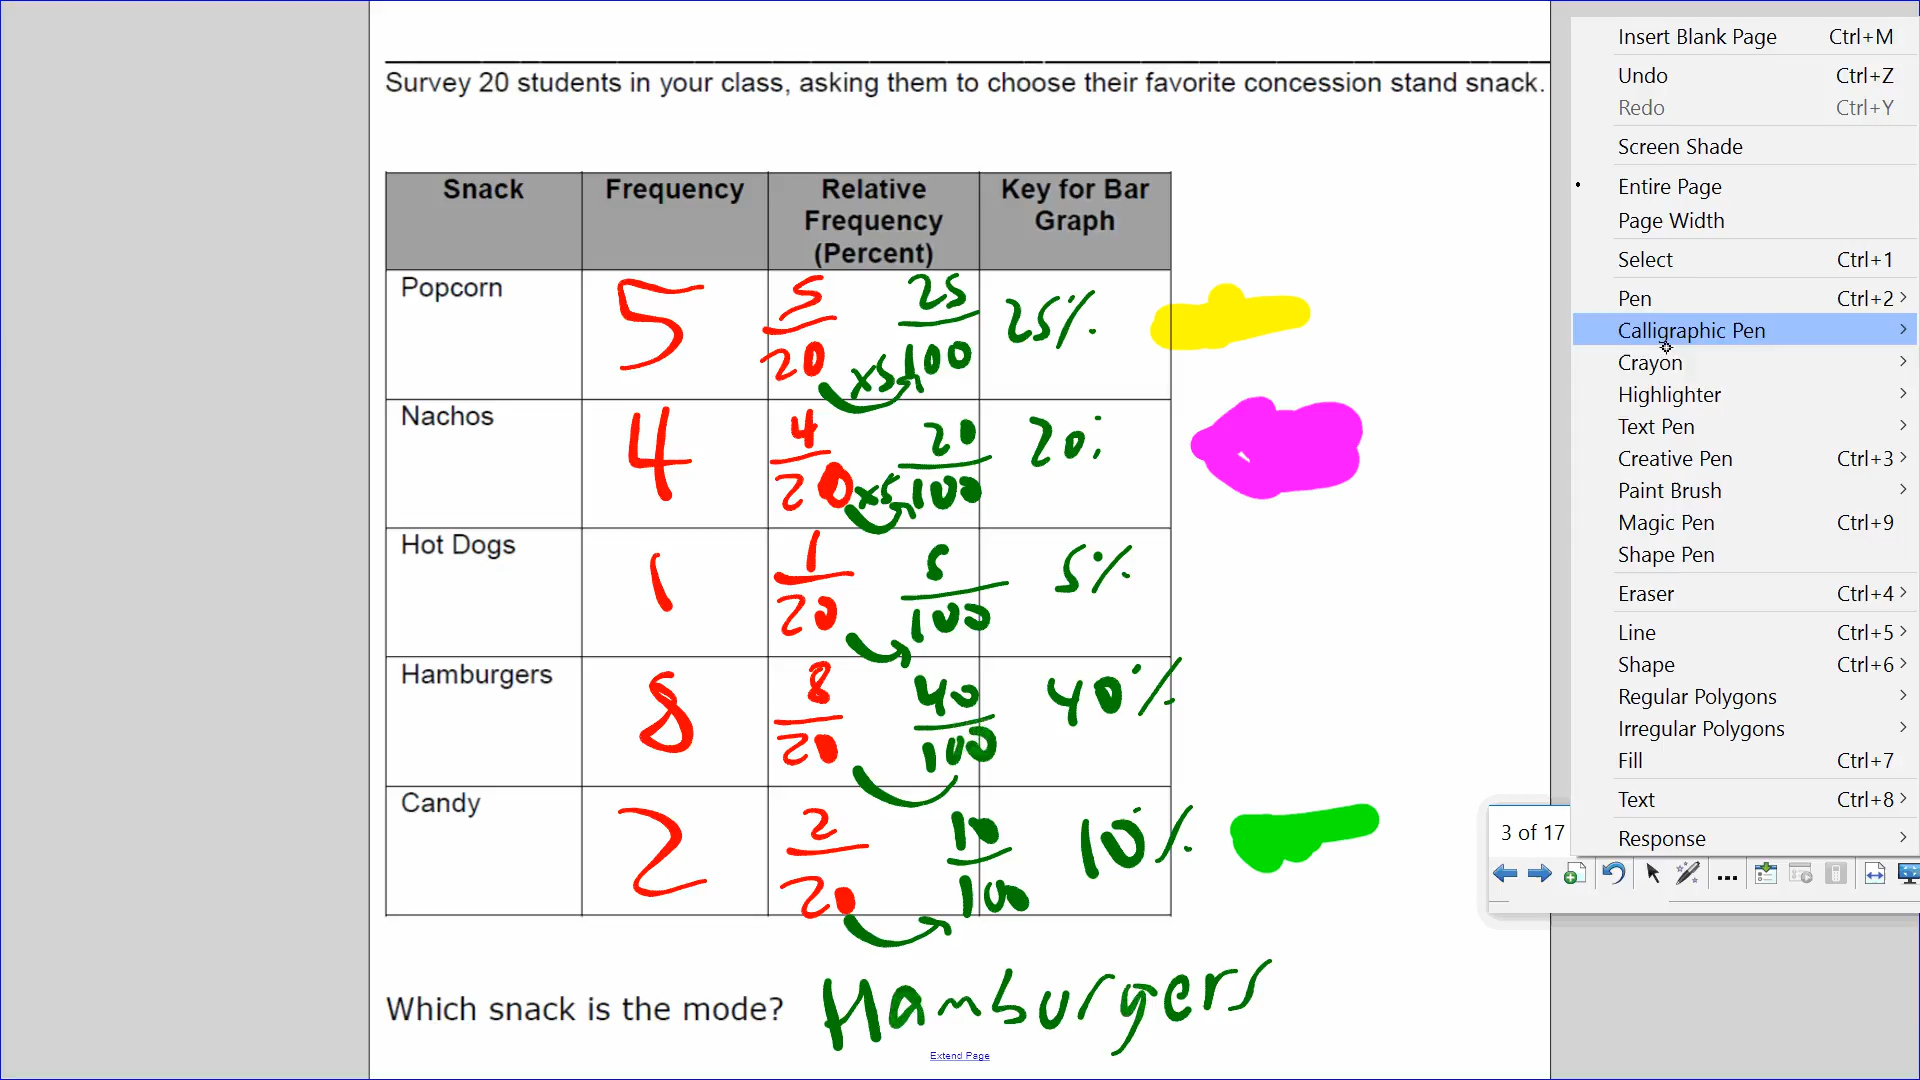 Survey 20 students in your class, asking them to choose their favorite concession stand snack.
Snack Frequency Relative Frequency (Percent) Key for Bar Graph
Popcorn 5 5/20 x5 25/100 25%
Nachos 4 4/20 x5 20/100 20
Hot Dogs 1 1/20 5/100 5%
Hamburgers 8 8/20 40/100 40%
Candy 2 2/20 10/100 10%
Which snack is the mode? Hamburgers
Extend Page
Insert Blank Page Ctrl+M
Undo Ctrl+Z
Redo Ctrl+Y
Screen Shade
Entire Page
Page Width
Select Ctrl+1
Pen Ctrl+2
Calligraphic Pen
Crayon
Highlighter
Text Pen
Creative Pen Ctrl+3
Paint Brush
Magic Pen Ctrl+9
Shape Pen
Eraser Ctrl+4
Line Ctrl+5
Shape Ctrl+6
Regular Polygons
Irregular Polygons
Fill Ctrl+7
Text Ctrl+8
Response
3 of 17